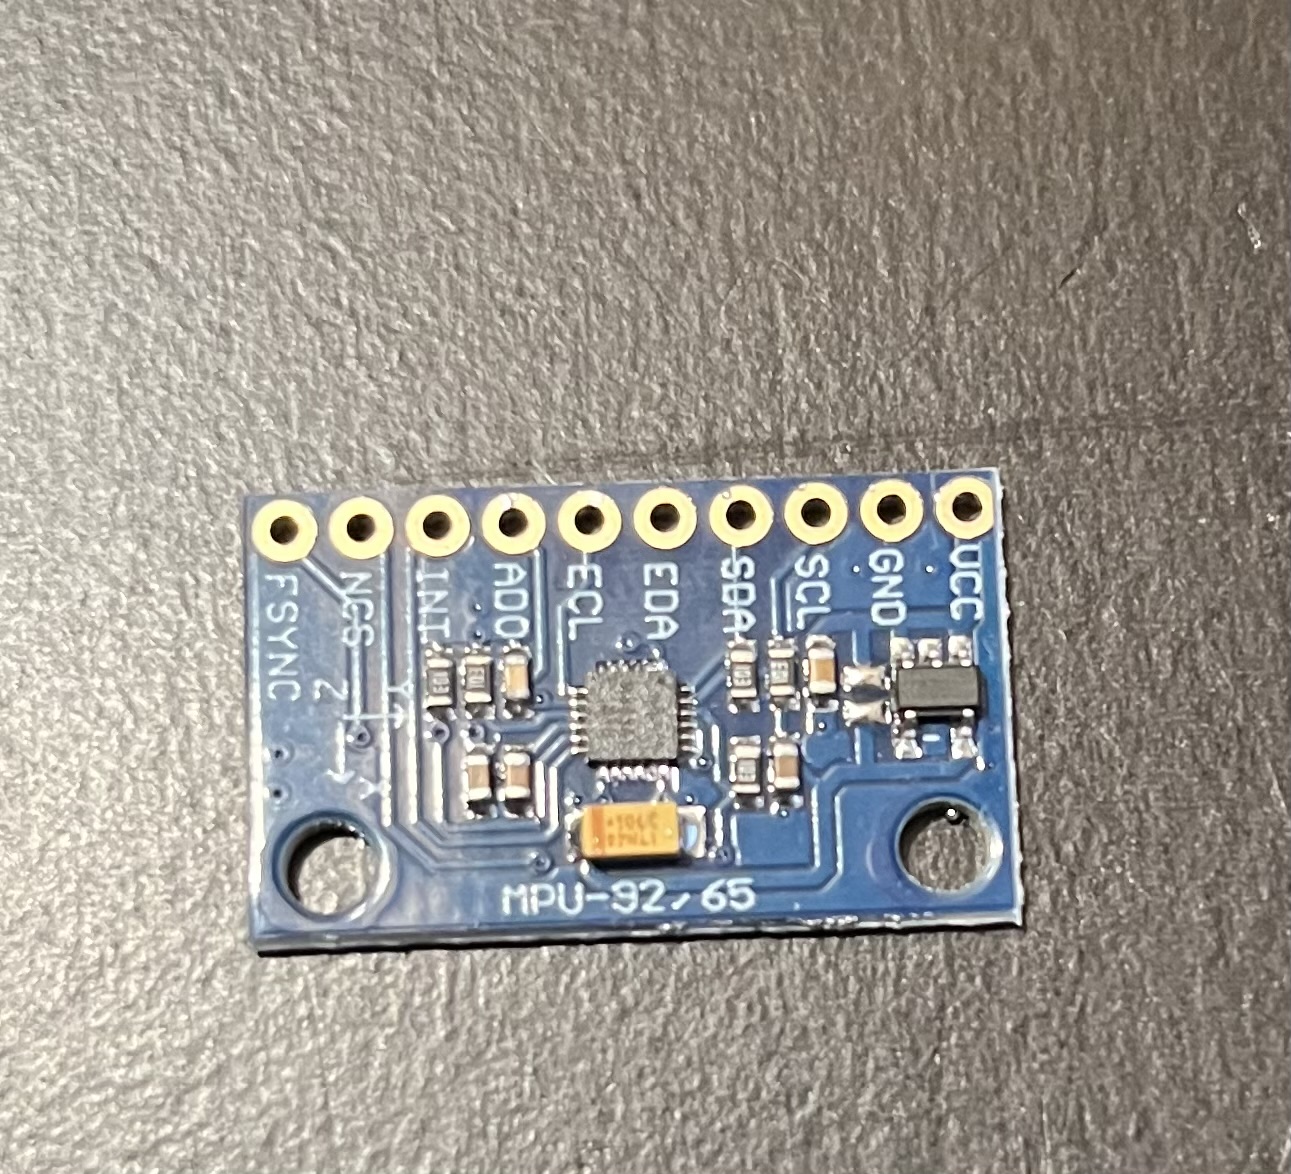 FSYNC
NCS
INT
ADO
ECL
EDA
SDA
SCL
GND
VCC
Z
Y
X
MPU-92/65